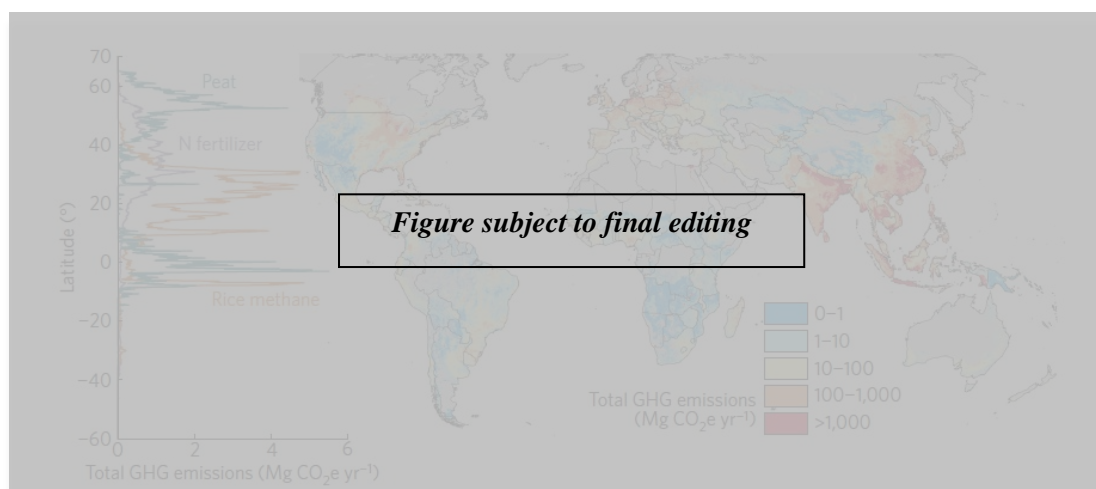 70
60
40
20
0
−20
−40
−60
Latitude (°)
Peat
N fertilizer
Rice methane
0 2 4 6
Total GHG emissions (Mg CO₂e yr⁻¹)
Figure subject to final editing
Total GHG emissions
(Mg CO₂e yr⁻¹)
0–1
1–10
10–100
100–1,000
>1,000